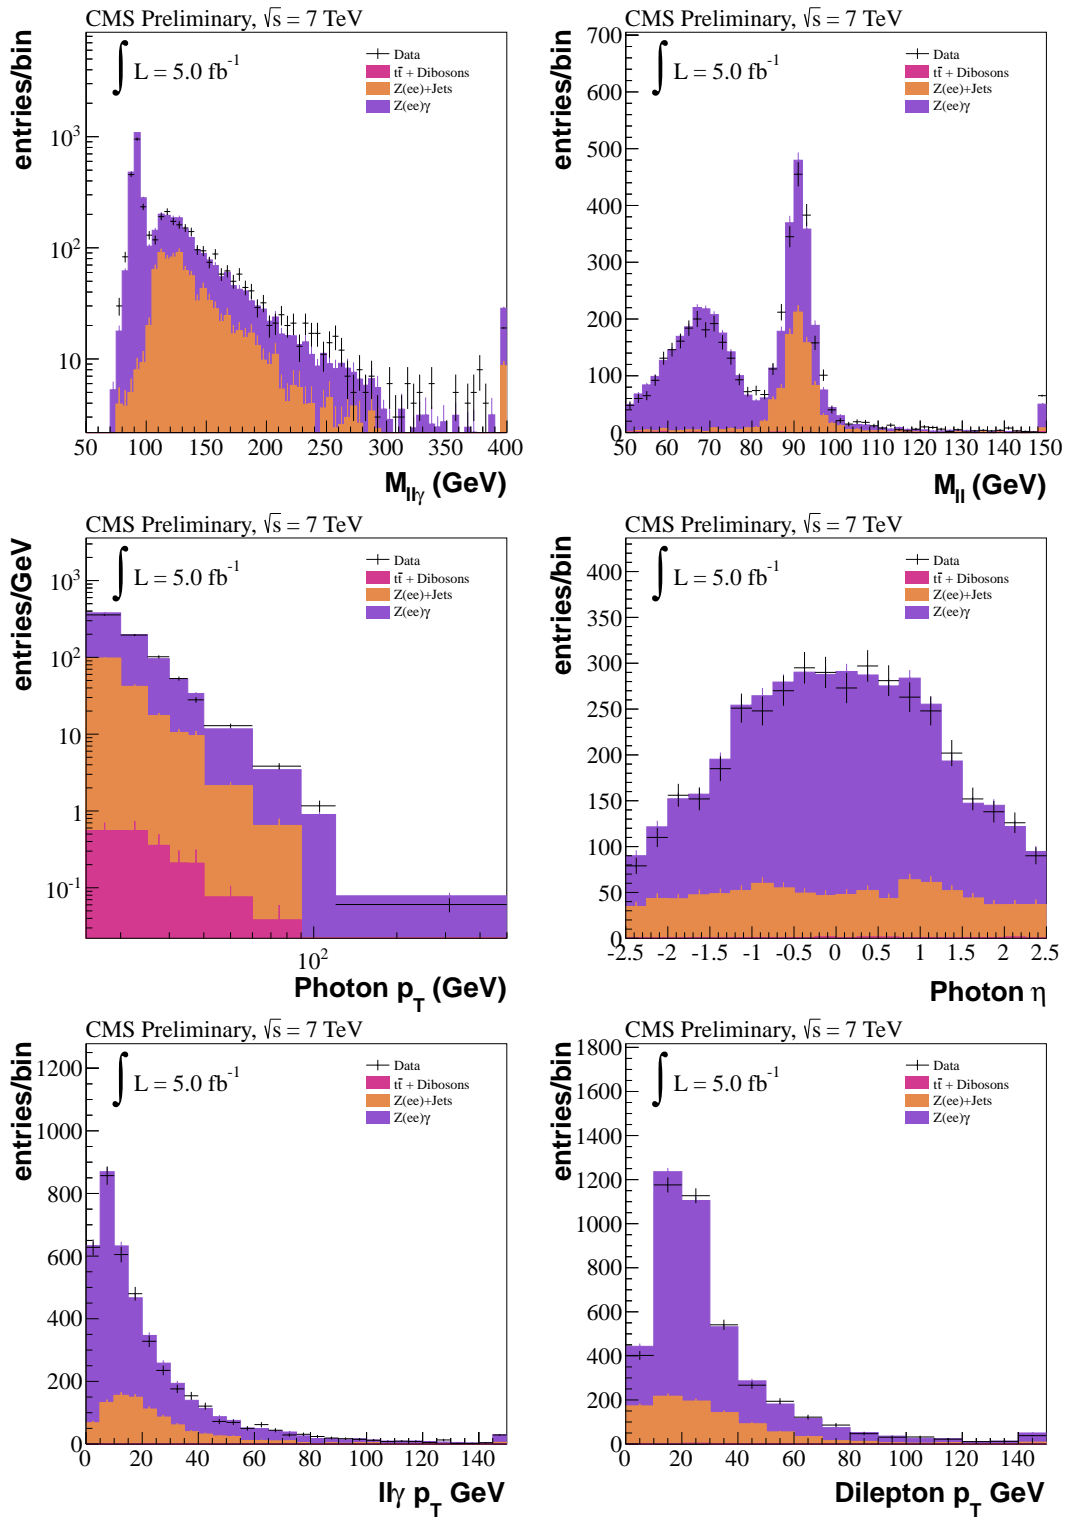 CMS Preliminary, √s = 7 TeV
entries/bin
∫ L = 5.0 fb⁻¹
Data
tt̄ + Dibosons
Z(ee)+Jets
Z(ee)γ
10³
10²
10
50 100 150 200 250 300 350 400
M_llγ (GeV)
CMS Preliminary, √s = 7 TeV
entries/bin
∫ L = 5.0 fb⁻¹
Data
tt̄ + Dibosons
Z(ee)+Jets
Z(ee)γ
700
600
500
400
300
200
100
0
50 60 70 80 90 100 110 120 130 140 150
M_ll (GeV)
CMS Preliminary, √s = 7 TeV
entries/GeV
∫ L = 5.0 fb⁻¹
Data
tt̄ + Dibosons
Z(ee)+Jets
Z(ee)γ
10³
10²
10
1
10⁻¹
10²
Photon p_T (GeV)
CMS Preliminary, √s = 7 TeV
entries/bin
∫ L = 5.0 fb⁻¹
Data
tt̄ + Dibosons
Z(ee)+Jets
Z(ee)γ
400
350
300
250
200
150
100
50
0
-2.5 -2 -1.5 -1 -0.5 0 0.5 1 1.5 2 2.5
Photon η
CMS Preliminary, √s = 7 TeV
entries/bin
∫ L = 5.0 fb⁻¹
Data
tt̄ + Dibosons
Z(ee)+Jets
Z(ee)γ
1200
1000
800
600
400
200
0
0 20 40 60 80 100 120 140
llγ p_T GeV
CMS Preliminary, √s = 7 TeV
entries/bin
∫ L = 5.0 fb⁻¹
Data
tt̄ + Dibosons
Z(ee)+Jets
Z(ee)γ
1800
1600
1400
1200
1000
800
600
400
200
0
0 20 40 60 80 100 120 140
Dilepton p_T GeV